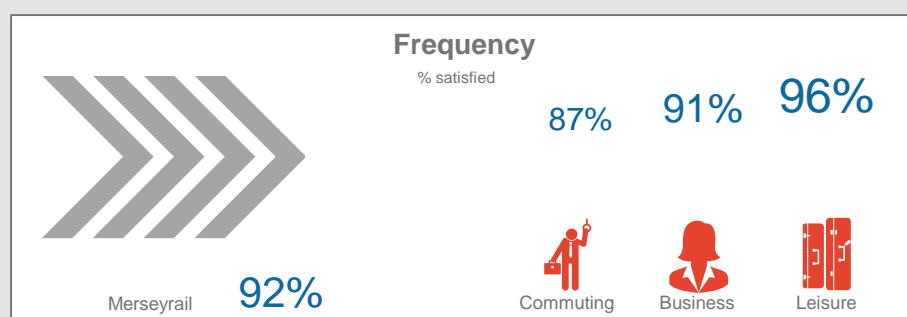 Frequency
% satisfied
87% 91% 96%
Merseyrail 92%
Commuting Business Leisure